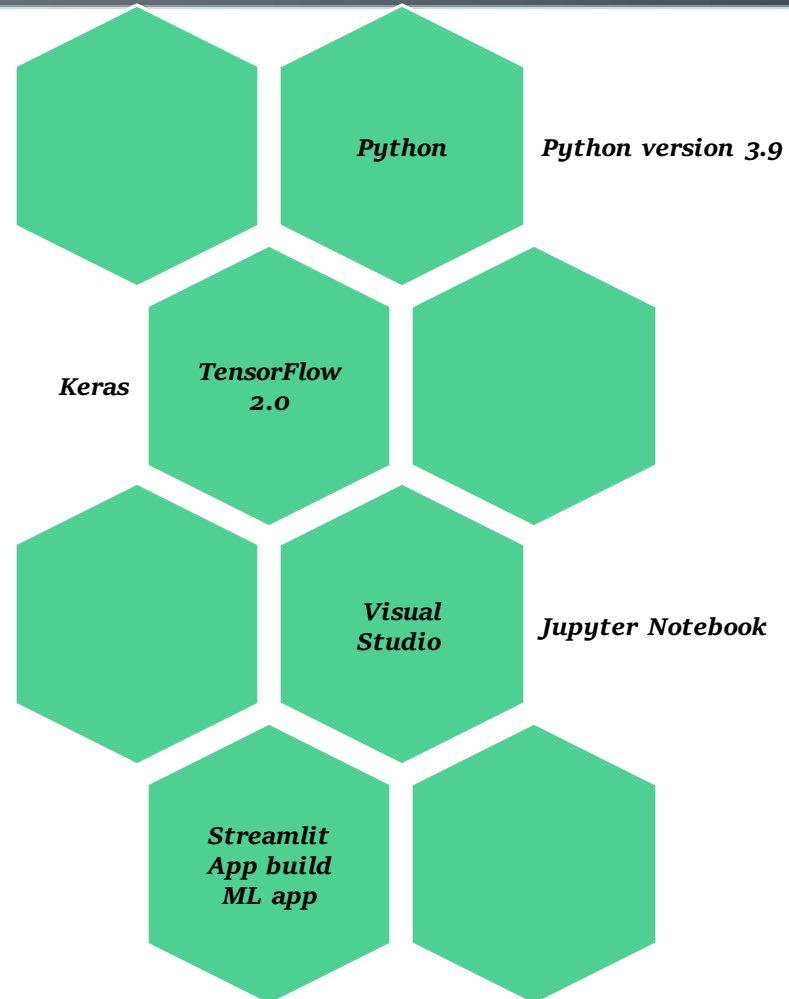 Python
Python version 3.9
Keras
TensorFlow
2.0
Visual
Studio
Jupyter Notebook
Streamlit
App build
ML app